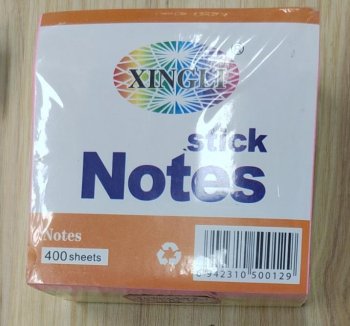 XINGLI®
stick
Notes
Notes
400 sheets
6 942310 500129